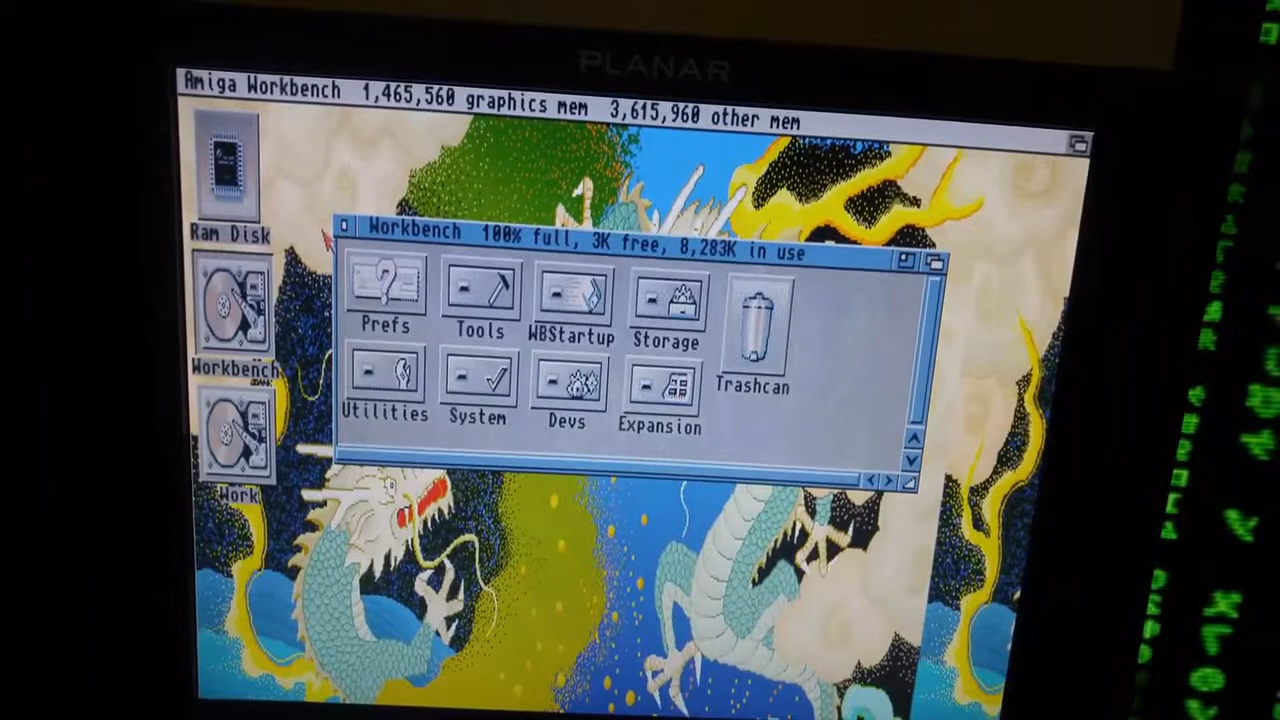 PLANAR
Amiga Workbench 1,465,560 graphics mem 3,615,960 other mem
Ram Disk
Workbench
Work
Workbench 100% full, 3K free, 8,283K in use
Prefs Tools WBStartup Storage Trashcan
Utilities System Devs Expansion